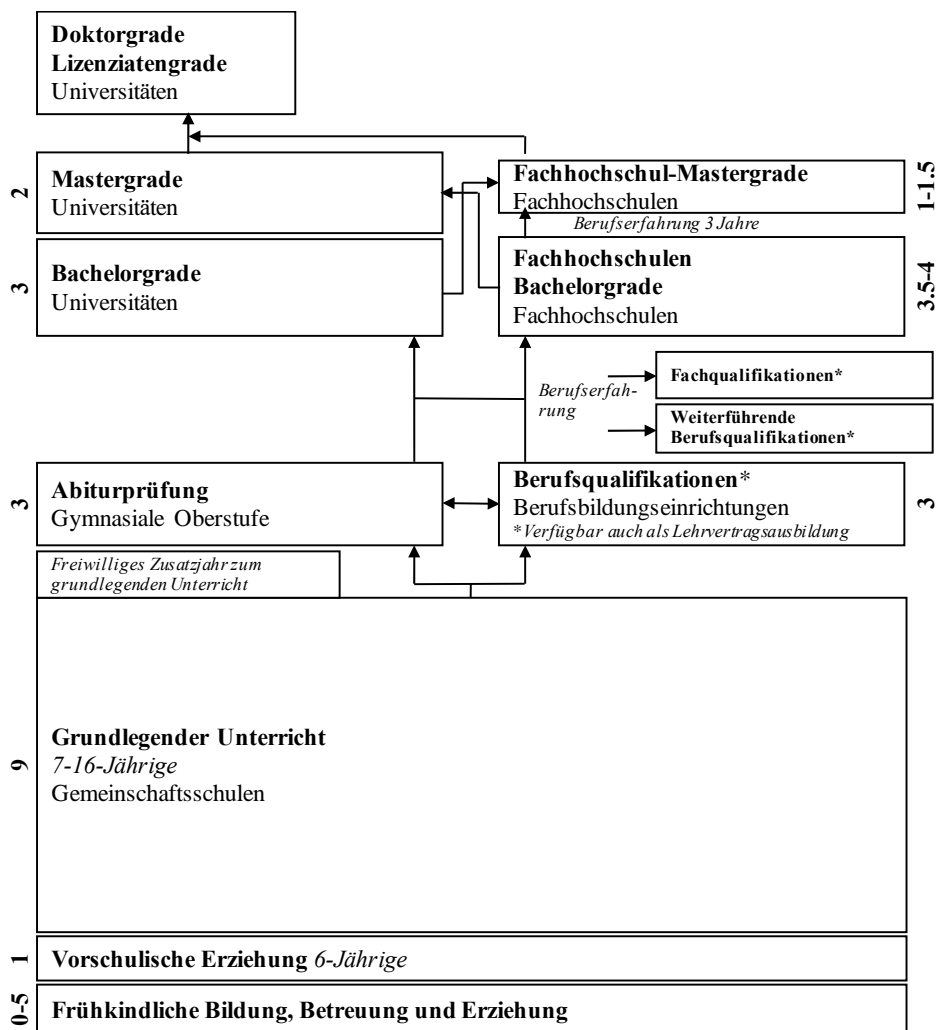 Doktorgrade
Lizenziatengrade
Universitäten
2
Mastergrade
Universitäten
Fachhochschul-Mastergrade
Fachhochschulen
1-1.5
Berufserfahrung 3 Jahre
3
Bachelorgrade
Universitäten
Fachhochschulen
Bachelorgrade
Fachhochschulen
3.5-4
Berufserfah-
rung
Fachqualifikationen*
Weiterführende
Berufsqualifikationen*
3
Abiturprüfung
Gymnasiale Oberstufe
Berufsqualifikationen*
Berufsbildungseinrichtungen
*Verfügbar auch als Lehrvertragsausbildung
3
Freiwilliges Zusatzjahr zum
grundlegenden Unterricht
9
Grundlegender Unterricht
7-16-Jährige
Gemeinschaftsschulen
1
Vorschulische Erziehung 6-Jährige
0-5
Frühkindliche Bildung, Betreuung und Erziehung